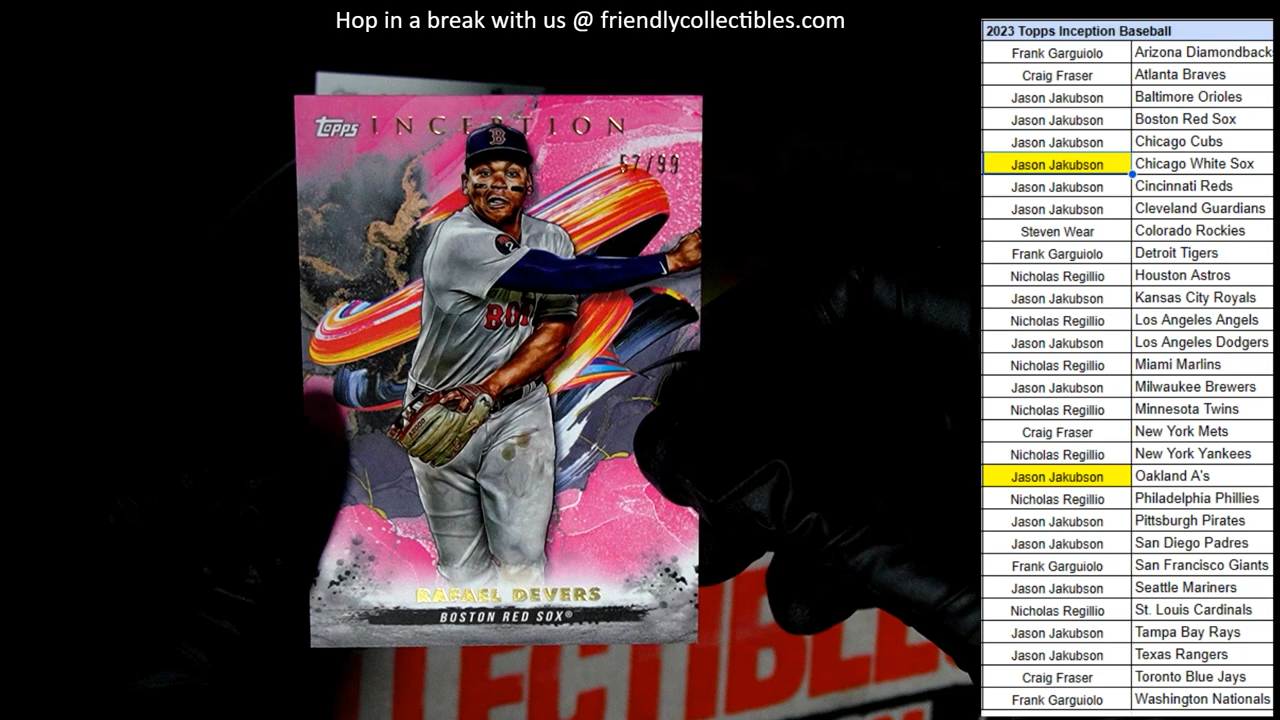 Hop in a break with us @ friendlycollectibles.com
Topps INCEPTION
B
57/99
2
BO
RAFAEL DEVERS
BOSTON RED SOX®
LECTIBLES
2023 Topps Inception Baseball
Frank Garguiolo Arizona Diamondback
Craig Fraser Atlanta Braves
Jason Jakubson Baltimore Orioles
Jason Jakubson Boston Red Sox
Jason Jakubson Chicago Cubs
Jason Jakubson Chicago White Sox
Jason Jakubson Cincinnati Reds
Jason Jakubson Cleveland Guardians
Steven Wear Colorado Rockies
Frank Garguiolo Detroit Tigers
Nicholas Regillio Houston Astros
Jason Jakubson Kansas City Royals
Nicholas Regillio Los Angeles Angels
Jason Jakubson Los Angeles Dodgers
Nicholas Regillio Miami Marlins
Jason Jakubson Milwaukee Brewers
Nicholas Regillio Minnesota Twins
Craig Fraser New York Mets
Nicholas Regillio New York Yankees
Jason Jakubson Oakland A's
Nicholas Regillio Philadelphia Phillies
Jason Jakubson Pittsburgh Pirates
Jason Jakubson San Diego Padres
Frank Garguiolo San Francisco Giants
Jason Jakubson Seattle Mariners
Nicholas Regillio St. Louis Cardinals
Jason Jakubson Tampa Bay Rays
Jason Jakubson Texas Rangers
Craig Fraser Toronto Blue Jays
Frank Garguiolo Washington Nationals